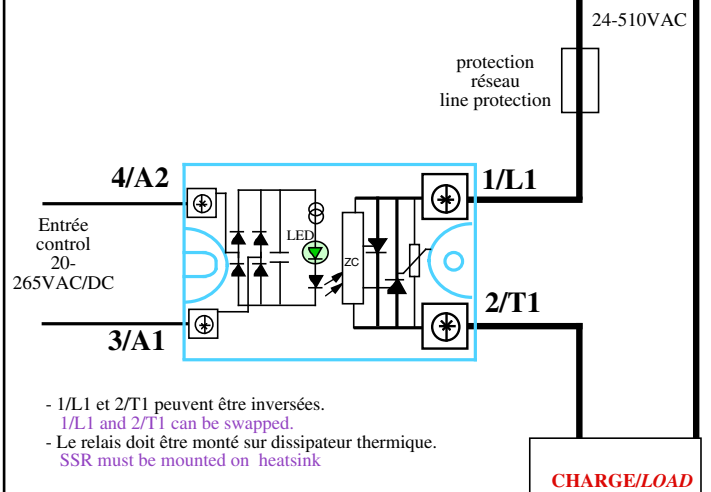 24-510VAC
protection
réseau
line protection
4/A2
1/L1
Entrée
control
20-
265VAC/DC
LED
ZC
3/A1
2/T1
- 1/L1 et 2/T1 peuvent être inversées.
1/L1 and 2/T1 can be swapped.
- Le relais doit être monté sur dissipateur thermique.
SSR must be mounted on heatsink
CHARGE/LOAD